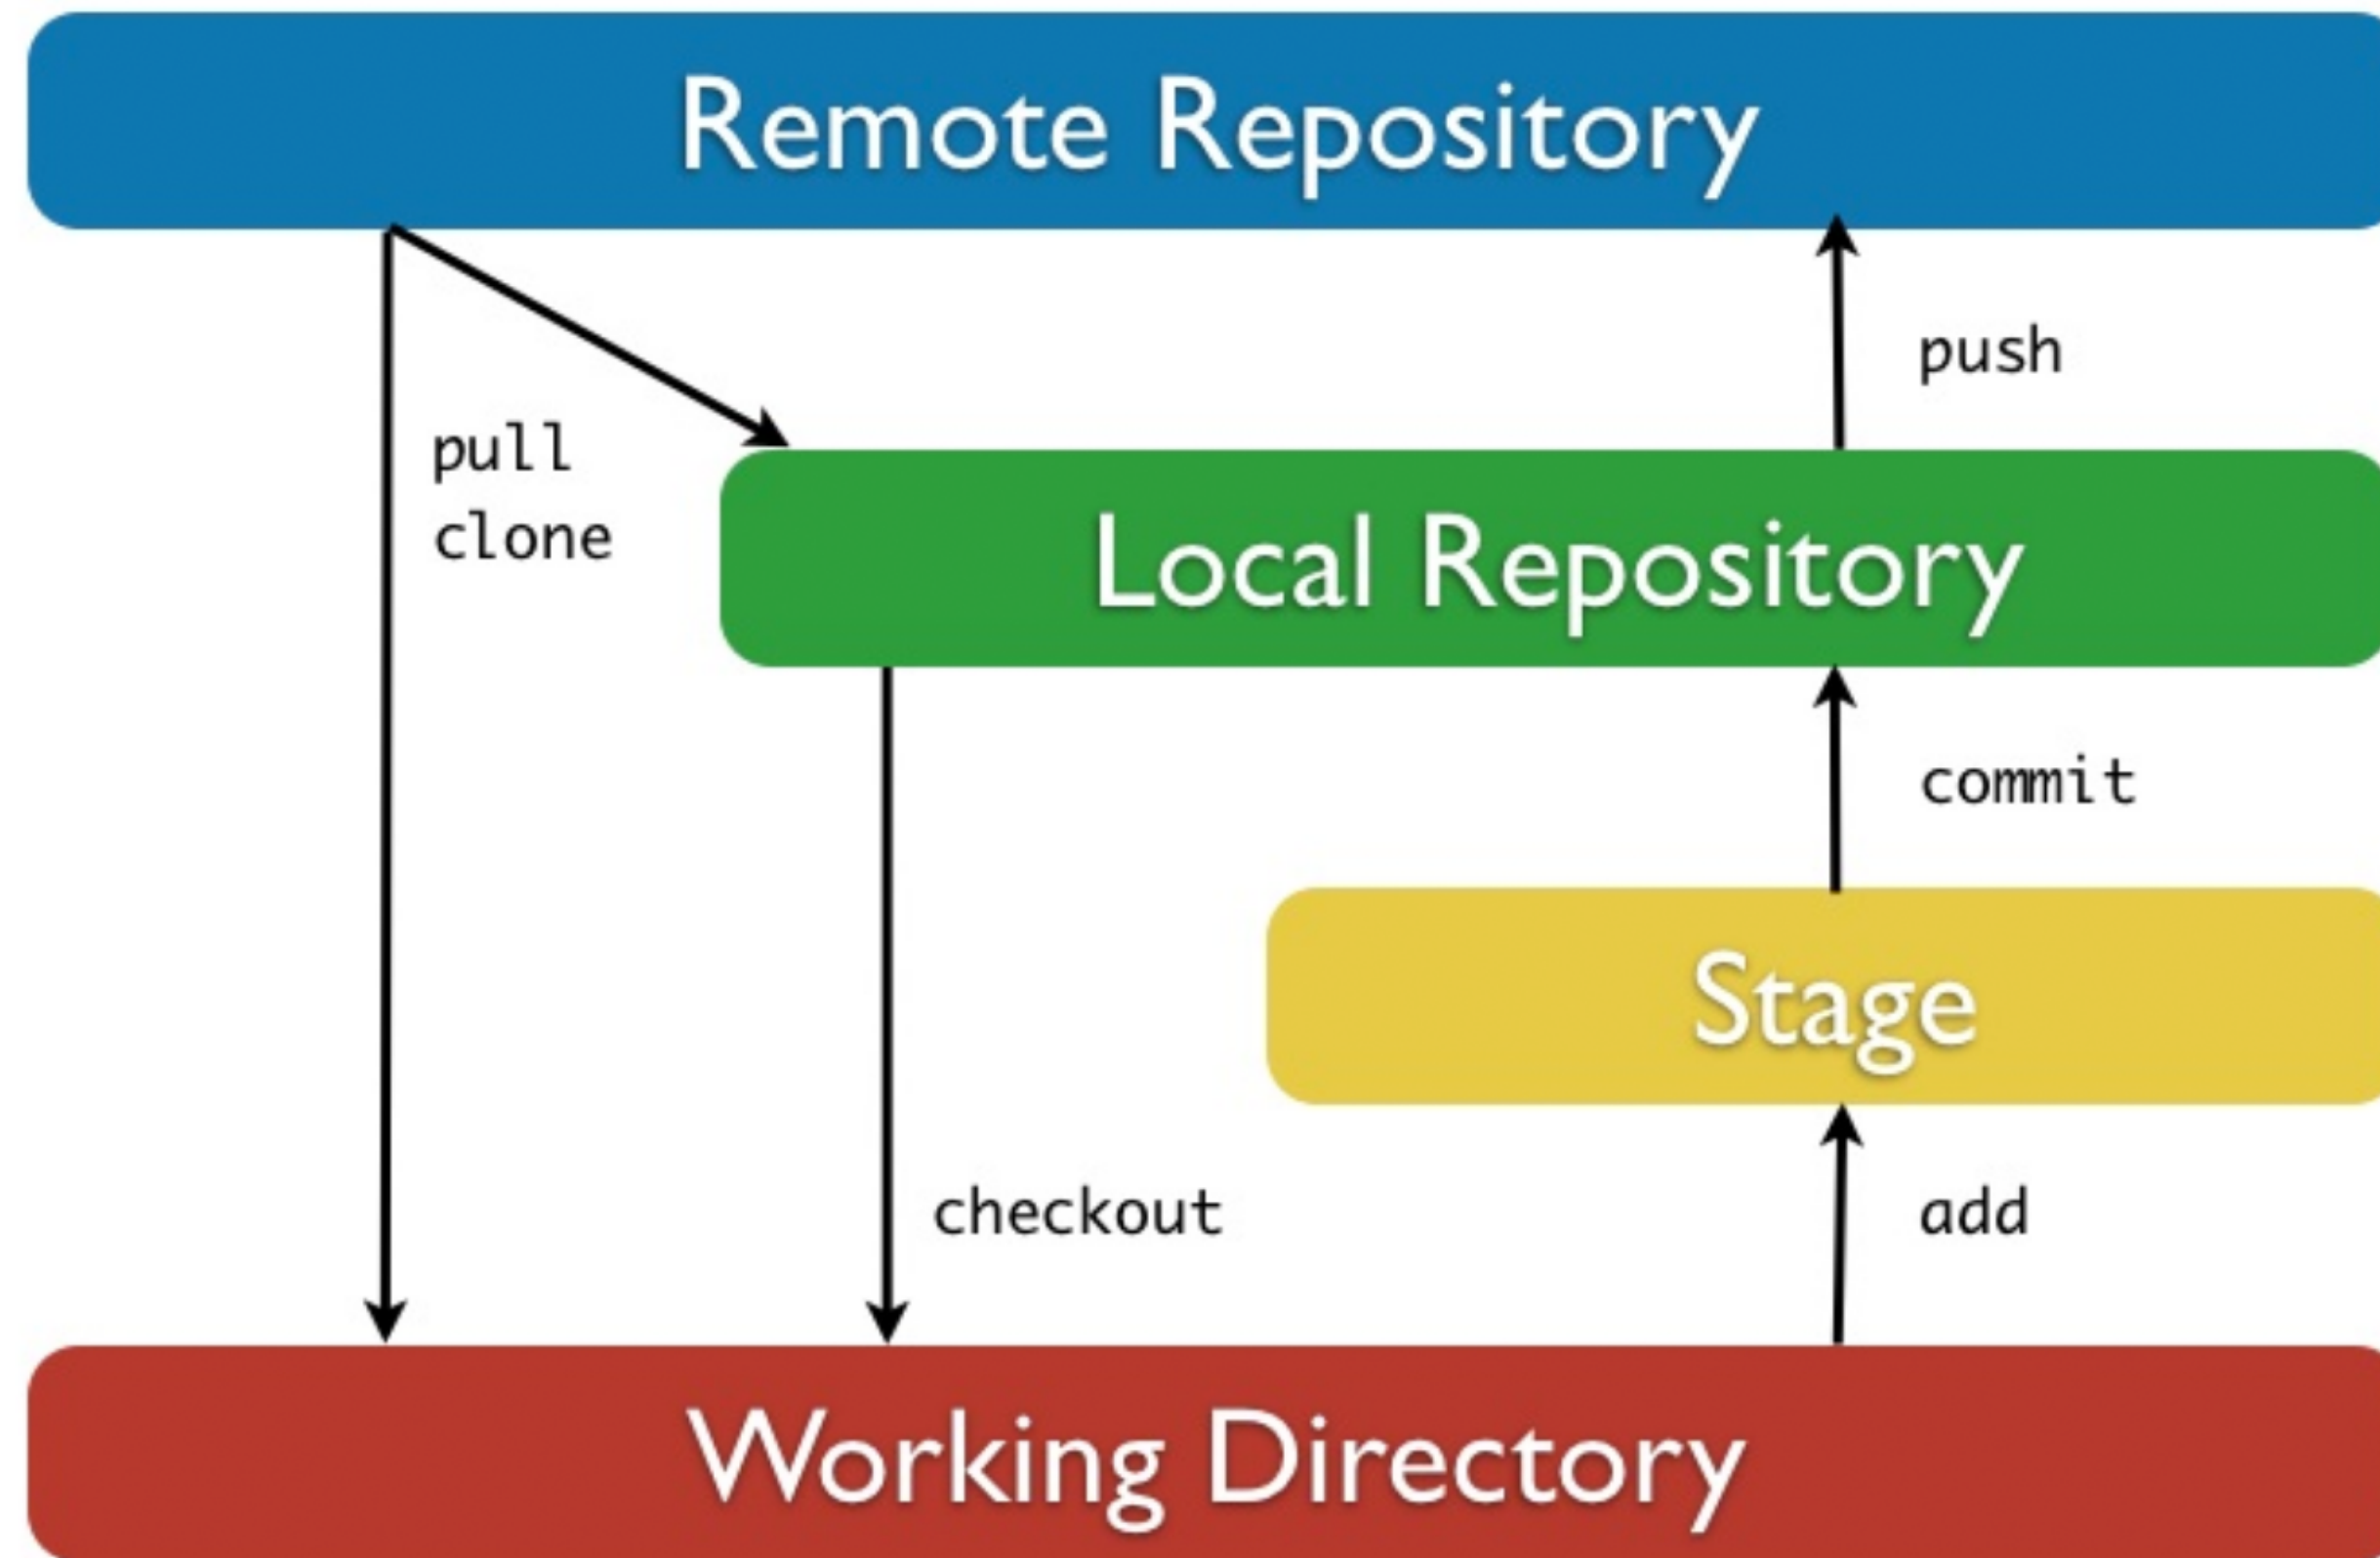 Remote Repository
push
pull
clone
Local Repository
commit
Stage
checkout
add
Working Directory